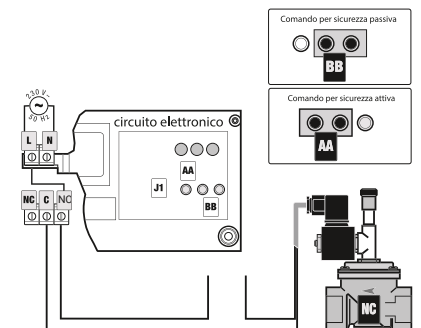 Comando per sicurezza passiva
BB
Comando per sicurezza attiva
AA
230 V~
50 Hz
L N
circuito elettronico
AA
J1
BB
NC C NC
NC